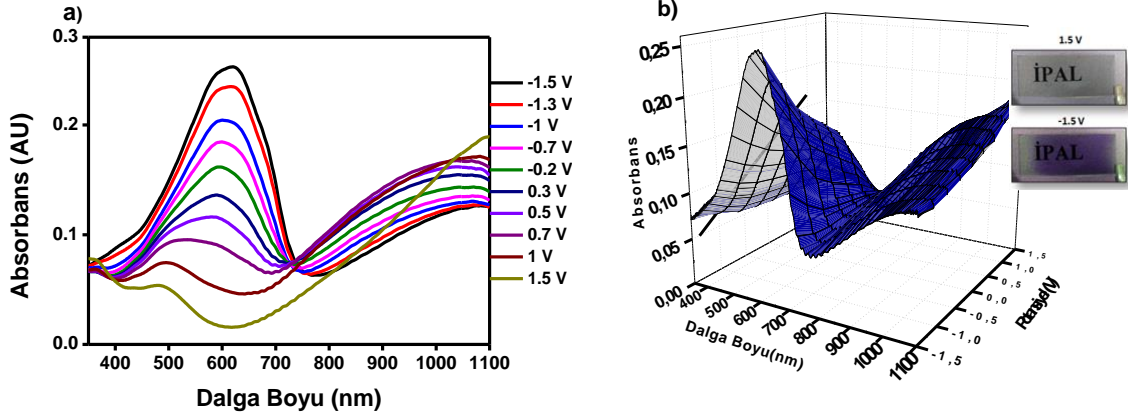 a)
0.3
0.2
0.1
0.0
Absorbans (AU)
400 500 600 700 800 900 1000 1100
Dalga Boyu (nm)
-1.5 V
-1.3 V
-1 V
-0.7 V
-0.2 V
0.3 V
0.5 V
0.7 V
1 V
1.5 V
b)
0,25
0,20
0,15
0,10
0,05
0,00
Absorbans
400 500 600 700 800 900 1000 1100
Dalga Boyu(nm)
1,5
1,0
0,5
0,0
-0,5
-1,0
-1,5
1.5 V
İPAL
-1.5 V
İPAL